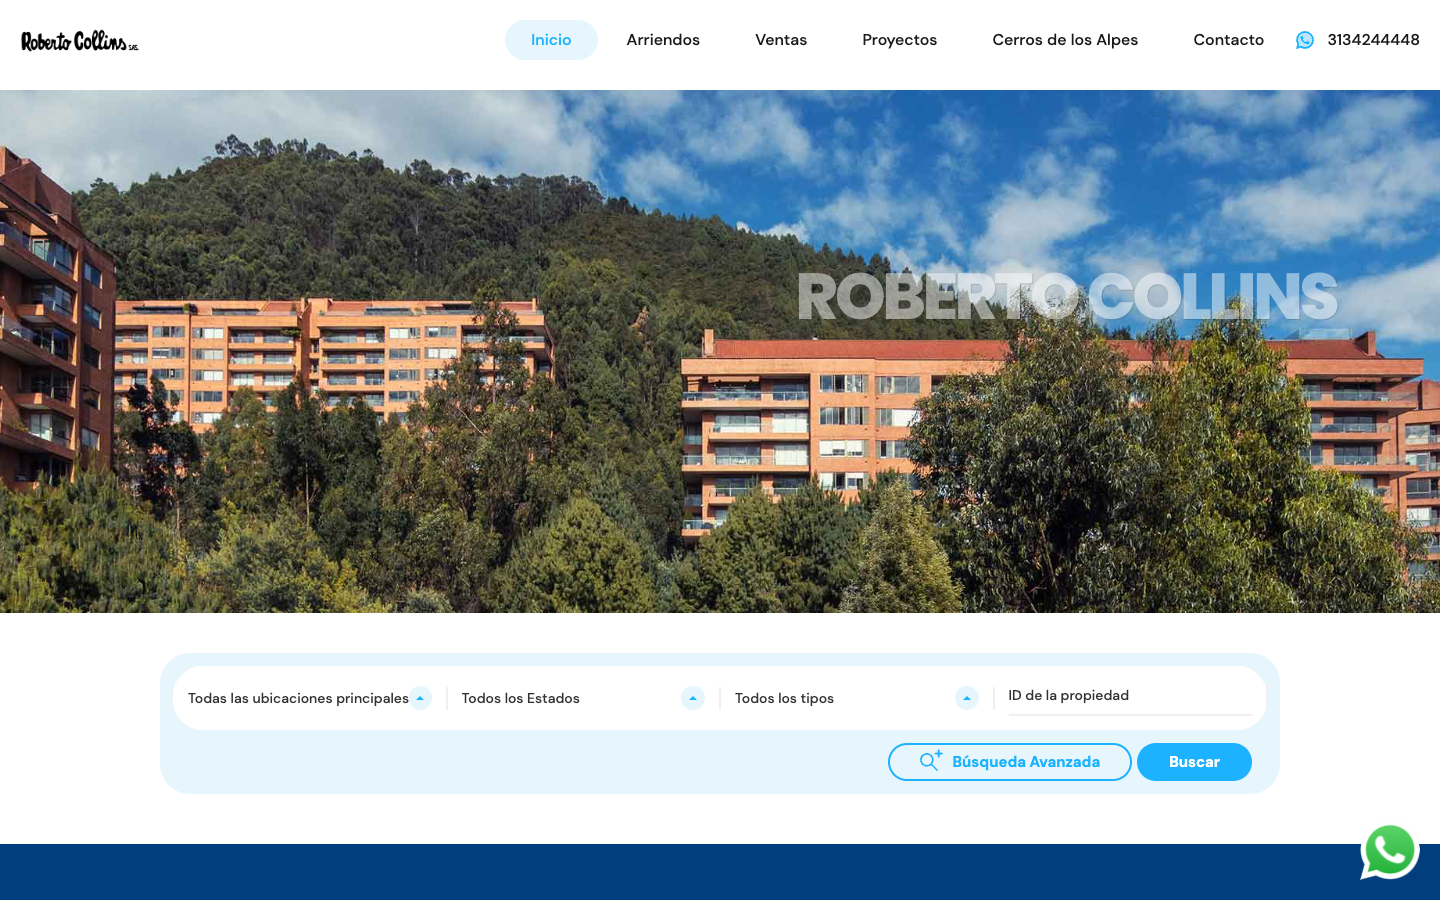 Roberto Collins S.A.S.
Inicio
Arriendos
Ventas
Proyectos
Cerros de los Alpes
Contacto
3134244448
ROBERTO COLLINS
Todas las ubicaciones principales
Todos los Estados
Todos los tipos
ID de la propiedad
Búsqueda Avanzada
Buscar